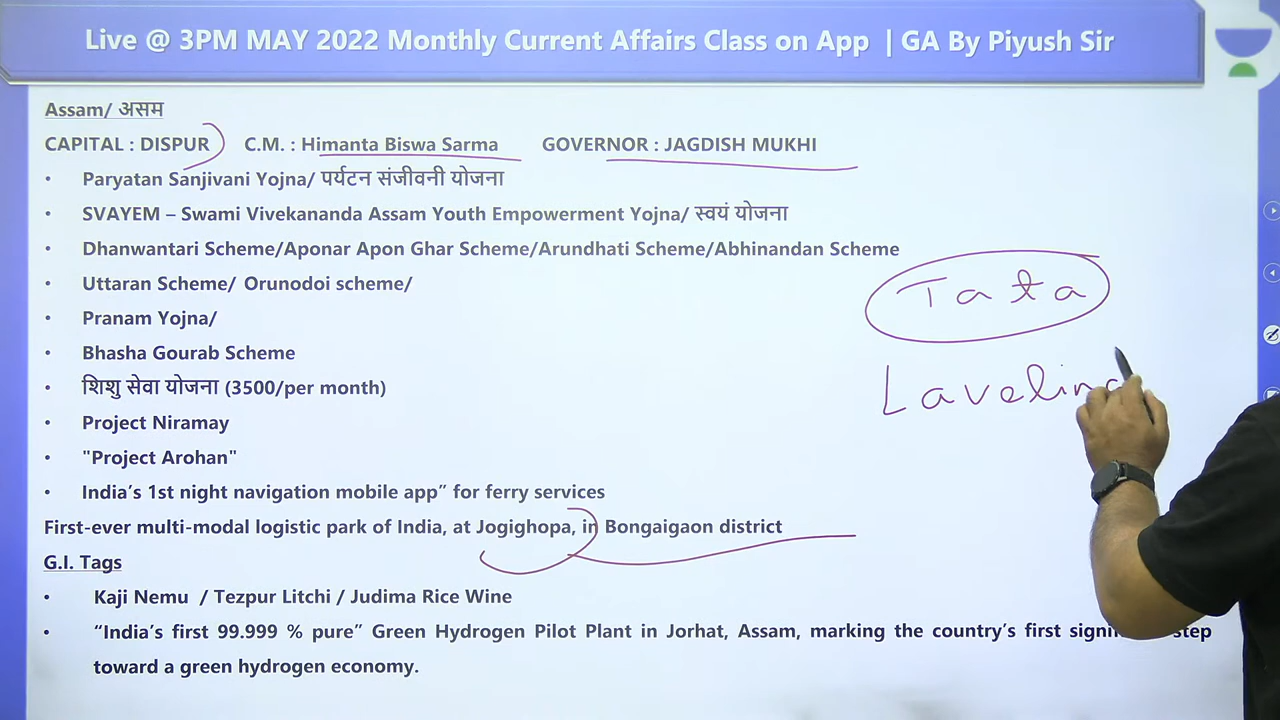 Live @ 3PM MAY 2022 Monthly Current Affairs Class on App | GA By Piyush Sir
Assam/ असम
CAPITAL : DISPUR C.M. : Himanta Biswa Sarma GOVERNOR : JAGDISH MUKHI
• Paryatan Sanjivani Yojna/ पर्यटन संजीवनी योजना
• SVAYEM – Swami Vivekananda Assam Youth Empowerment Yojna/ स्वयं योजना
• Dhanwantari Scheme/Aponar Apon Ghar Scheme/Arundhati Scheme/Abhinandan Scheme
• Uttaran Scheme/ Orunodoi scheme/
Tata
• Pranam Yojna/
• Bhasha Gourab Scheme
• शिशु सेवा योजना (3500/per month)
Lavelina
• Project Niramay
• "Project Arohan"
• India’s 1st night navigation mobile app” for ferry services
First-ever multi-modal logistic park of India, at Jogighopa, in Bongaigaon district
G.I. Tags
• Kaji Nemu / Tezpur Litchi / Judima Rice Wine
• “India’s first 99.999 % pure” Green Hydrogen Pilot Plant in Jorhat, Assam, marking the country’s first step
toward a green hydrogen economy.